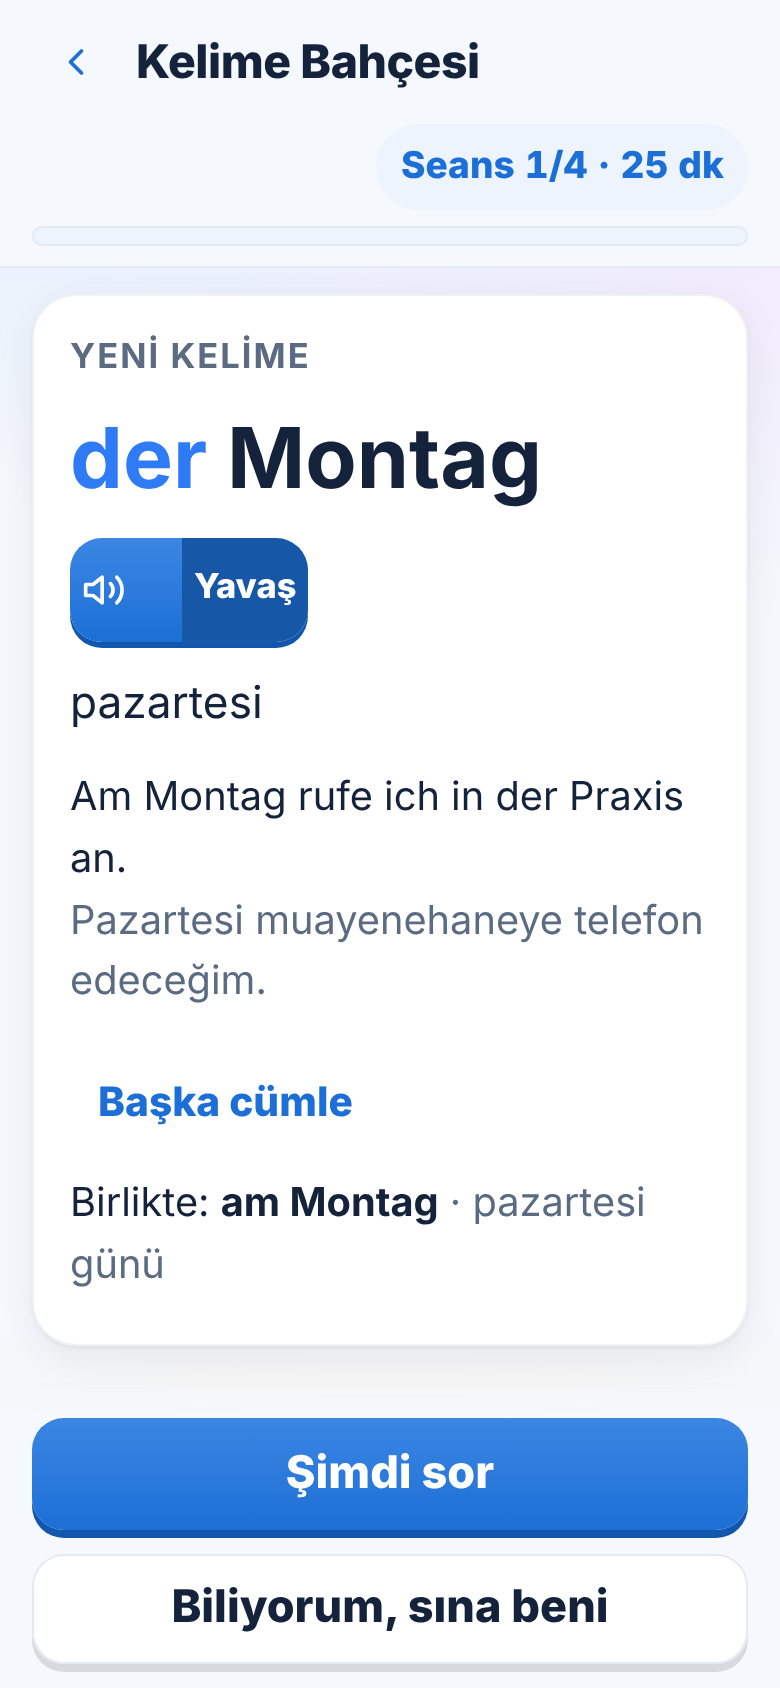 Kelime Bahçesi
Seans 1/4 · 25 dk
YENİ KELİME
der Montag
Yavaş
pazartesi
Am Montag rufe ich in der Praxis
an.
Pazartesi muayenehaneye telefon
edeceğim.
Başka cümle
Birlikte: am Montag · pazartesi
günü
Şimdi sor
Biliyorum, sına beni